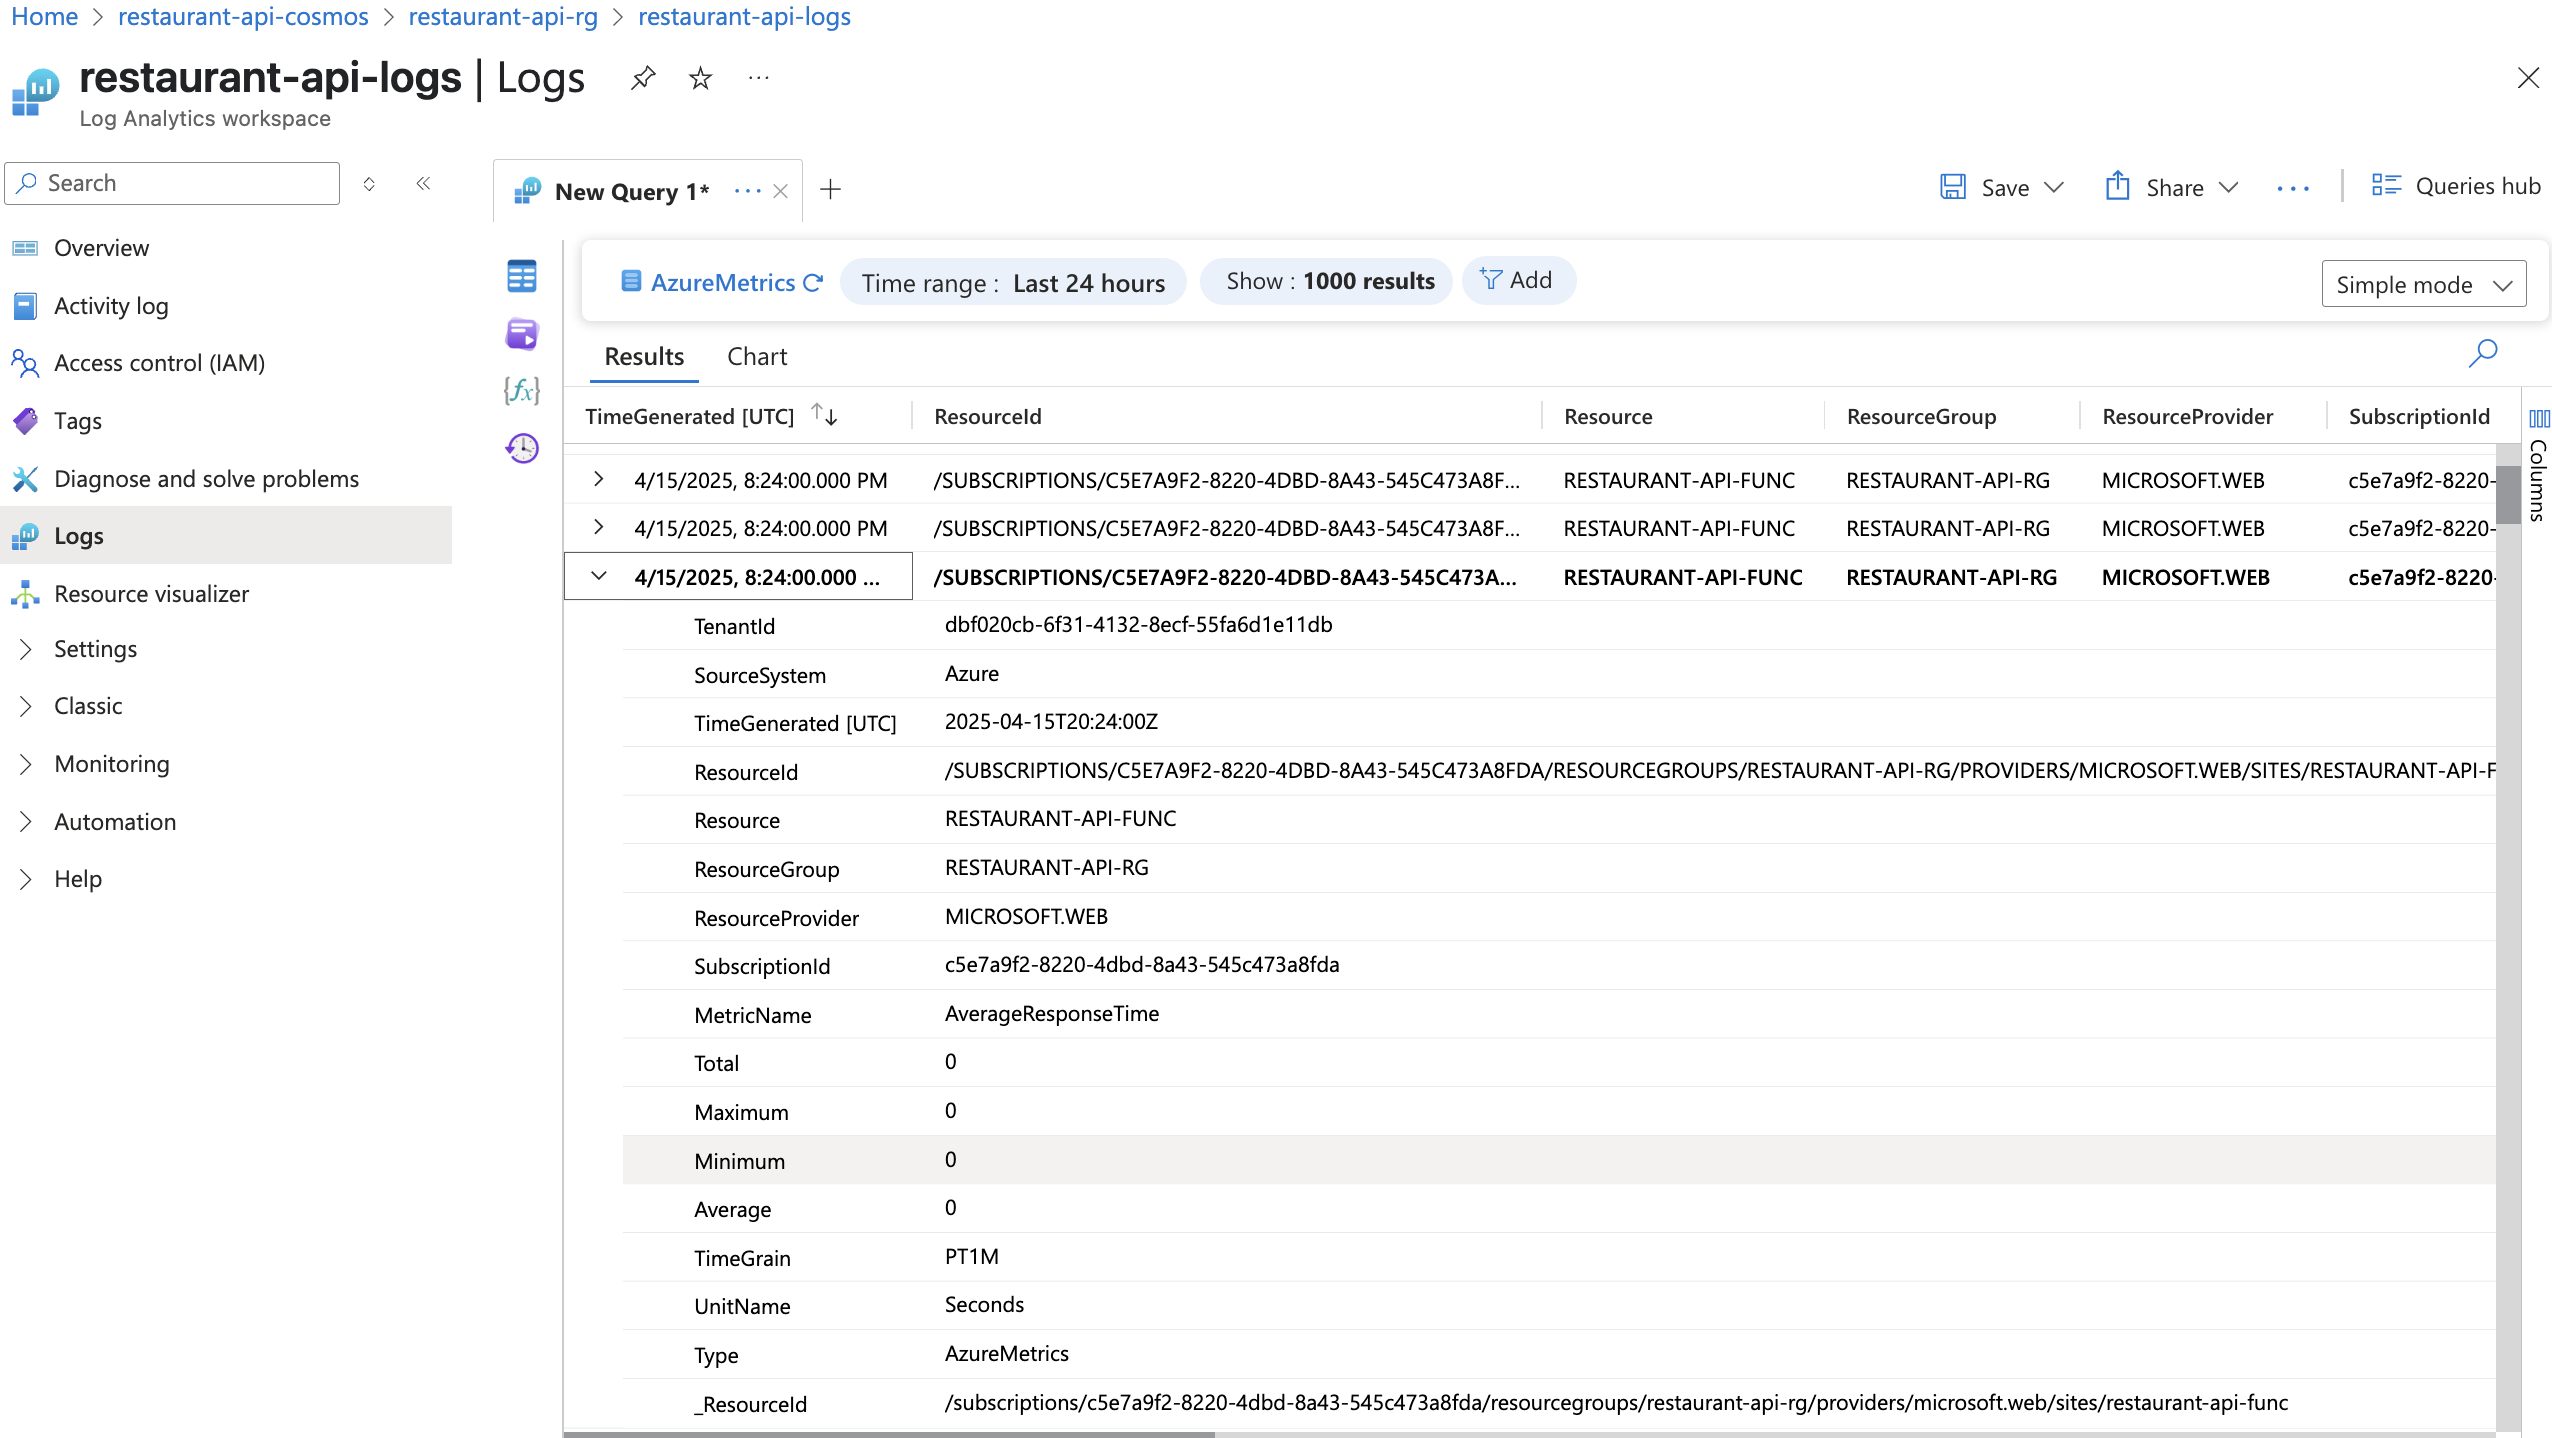 Home > restaurant-api-cosmos > restaurant-api-rg > restaurant-api-logs
restaurant-api-logs | Logs
Log Analytics workspace
Search
Overview
Activity log
Access control (IAM)
Tags
Diagnose and solve problems
Logs
Resource visualizer
Settings
Classic
Monitoring
Automation
Help
New Query 1*
Save
Share
Queries hub
AzureMetrics
Time range : Last 24 hours
Show : 1000 results
Add
Simple mode
Results Chart
TimeGenerated [UTC] ResourceId Resource ResourceGroup ResourceProvider SubscriptionId
Columns
4/15/2025, 8:24:00.000 PM /SUBSCRIPTIONS/C5E7A9F2-8220-4DBD-8A43-545C473A8F... RESTAURANT-API-FUNC RESTAURANT-API-RG MICROSOFT.WEB c5e7a9f2-8220-
4/15/2025, 8:24:00.000 PM /SUBSCRIPTIONS/C5E7A9F2-8220-4DBD-8A43-545C473A8F... RESTAURANT-API-FUNC RESTAURANT-API-RG MICROSOFT.WEB c5e7a9f2-8220-
4/15/2025, 8:24:00.000 ... /SUBSCRIPTIONS/C5E7A9F2-8220-4DBD-8A43-545C473A... RESTAURANT-API-FUNC RESTAURANT-API-RG MICROSOFT.WEB c5e7a9f2-8220-
TenantId dbf020cb-6f31-4132-8ecf-55fa6d1e11db
SourceSystem Azure
TimeGenerated [UTC] 2025-04-15T20:24:00Z
ResourceId /SUBSCRIPTIONS/C5E7A9F2-8220-4DBD-8A43-545C473A8FDA/RESOURCEGROUPS/RESTAURANT-API-RG/PROVIDERS/MICROSOFT.WEB/SITES/RESTAURANT-API-F
Resource RESTAURANT-API-FUNC
ResourceGroup RESTAURANT-API-RG
ResourceProvider MICROSOFT.WEB
SubscriptionId c5e7a9f2-8220-4dbd-8a43-545c473a8fda
MetricName AverageResponseTime
Total 0
Maximum 0
Minimum 0
Average 0
TimeGrain PT1M
UnitName Seconds
Type AzureMetrics
_ResourceId /subscriptions/c5e7a9f2-8220-4dbd-8a43-545c473a8fda/resourcegroups/restaurant-api-rg/providers/microsoft.web/sites/restaurant-api-func